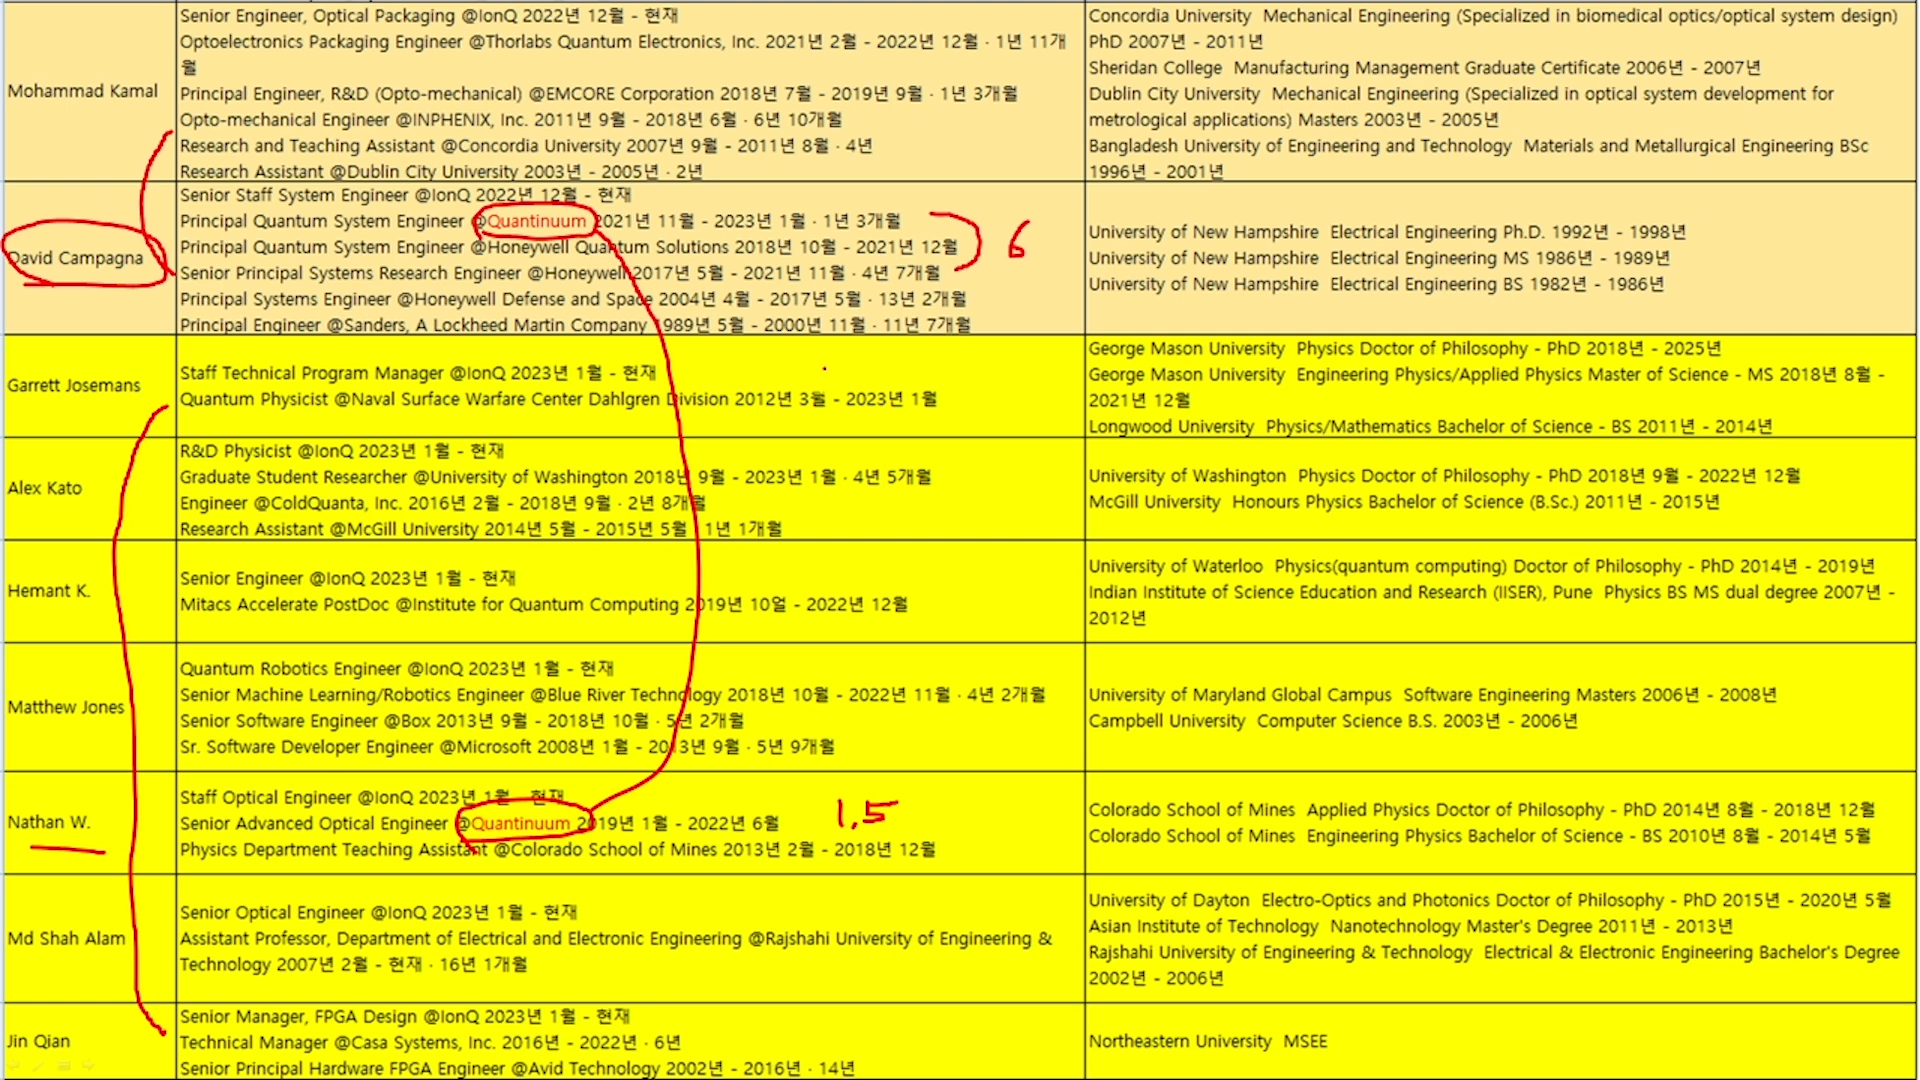 Mohammad Kamal
Senior Engineer, Optical Packaging @IonQ 2022년 12월 - 현재
Optoelectronics Packaging Engineer @Thorlabs Quantum Electronics, Inc. 2021년 2월 - 2022년 12월 · 1년 11개
월
Principal Engineer, R&D (Opto-mechanical) @EMCORE Corporation 2018년 7월 - 2019년 9월 · 1년 3개월
Opto-mechanical Engineer @INPHENIX, Inc. 2011년 9월 - 2018년 6월 · 6년 10개월
Research and Teaching Assistant @Concordia University 2007년 9월 - 2011년 8월 · 4년
Research Assistant @Dublin City University 2003년 - 2005년 · 2년
Concordia University Mechanical Engineering (Specialized in biomedical optics/optical system design)
PhD 2007년 - 2011년
Sheridan College Manufacturing Management Graduate Certificate 2006년 - 2007년
Dublin City University Mechanical Engineering (Specialized in optical system development for
metrological applications) Masters 2003년 - 2005년
Bangladesh University of Engineering and Technology Materials and Metallurgical Engineering BSc
1996년 - 2001년
David Campagna
Senior Staff System Engineer @IonQ 2022년 12월 - 현재
Principal Quantum System Engineer @Quantinuum 2021년 11월 - 2023년 1월 · 1년 3개월
Principal Quantum System Engineer @Honeywell Quantum Solutions 2018년 10월 - 2021년 12월
Senior Principal Systems Research Engineer @Honeywell 2017년 5월 - 2021년 11월 · 4년 7개월
Principal Systems Engineer @Honeywell Defense and Space 2004년 4월 - 2017년 5월 · 13년 2개월
Principal Engineer @Sanders, A Lockheed Martin Company 1989년 5월 - 2000년 11월 · 11년 7개월
6
University of New Hampshire Electrical Engineering Ph.D. 1992년 - 1998년
University of New Hampshire Electrical Engineering MS 1986년 - 1989년
University of New Hampshire Electrical Engineering BS 1982년 - 1986년
Garrett Josemans
Staff Technical Program Manager @IonQ 2023년 1월 - 현재
Quantum Physicist @Naval Surface Warfare Center Dahlgren Division 2012년 3월 - 2023년 1월
George Mason University Physics Doctor of Philosophy - PhD 2018년 - 2025년
George Mason University Engineering Physics/Applied Physics Master of Science - MS 2018년 8월 -
2021년 12월
Longwood University Physics/Mathematics Bachelor of Science - BS 2011년 - 2014년
Alex Kato
R&D Physicist @IonQ 2023년 1월 - 현재
Graduate Student Researcher @University of Washington 2018년 9월 - 2023년 1월 · 4년 5개월
Engineer @ColdQuanta, Inc. 2016년 2월 - 2018년 9월 · 2년 8개월
Research Assistant @McGill University 2014년 5월 - 2015년 5월 · 1년 1개월
University of Washington Physics Doctor of Philosophy - PhD 2018년 9월 - 2022년 12월
McGill University Honours Physics Bachelor of Science (B.Sc.) 2011년 - 2015년
Hemant K.
Senior Engineer @IonQ 2023년 1월 - 현재
Mitacs Accelerate PostDoc @Institute for Quantum Computing 2019년 10얼 - 2022년 12월
University of Waterloo Physics(quantum computing) Doctor of Philosophy - PhD 2014년 - 2019년
Indian Institute of Science Education and Research (IISER), Pune Physics BS MS dual degree 2007년 -
2012년
Matthew Jones
Quantum Robotics Engineer @IonQ 2023년 1월 - 현재
Senior Machine Learning/Robotics Engineer @Blue River Technology 2018년 10월 - 2022년 11월 · 4년 2개월
Senior Software Engineer @Box 2013년 9월 - 2018년 10월 · 5년 2개월
Sr. Software Developer Engineer @Microsoft 2008년 1월 - 2013년 9월 · 5년 9개월
University of Maryland Global Campus Software Engineering Masters 2006년 - 2008년
Campbell University Computer Science B.S. 2003년 - 2006년
Nathan W.
Staff Optical Engineer @IonQ 2023년 1월 - 현재
Senior Advanced Optical Engineer @Quantinuum 2019년 1월 - 2022년 6월
Physics Department Teaching Assistant @Colorado School of Mines 2013년 2월 - 2018년 12월
1.5
Colorado School of Mines Applied Physics Doctor of Philosophy - PhD 2014년 8월 - 2018년 12월
Colorado School of Mines Engineering Physics Bachelor of Science - BS 2010년 8월 - 2014년 5월
Md Shah Alam
Senior Optical Engineer @IonQ 2023년 1월 - 현재
Assistant Professor, Department of Electrical and Electronic Engineering @Rajshahi University of Engineering &
Technology 2007년 2월 - 현재 · 16년 1개월
University of Dayton Electro-Optics and Photonics Doctor of Philosophy - PhD 2015년 - 2020년 5월
Asian Institute of Technology Nanotechnology Master's Degree 2011년 - 2013년
Rajshahi University of Engineering & Technology Electrical & Electronic Engineering Bachelor's Degree
2002년 - 2006년
Jin Qian
Senior Manager, FPGA Design @IonQ 2023년 1월 - 현재
Technical Manager @Casa Systems, Inc. 2016년 - 2022년 · 6년
Senior Principal Hardware FPGA Engineer @Avid Technology 2002년 - 2016년 · 14년
Northeastern University MSEE